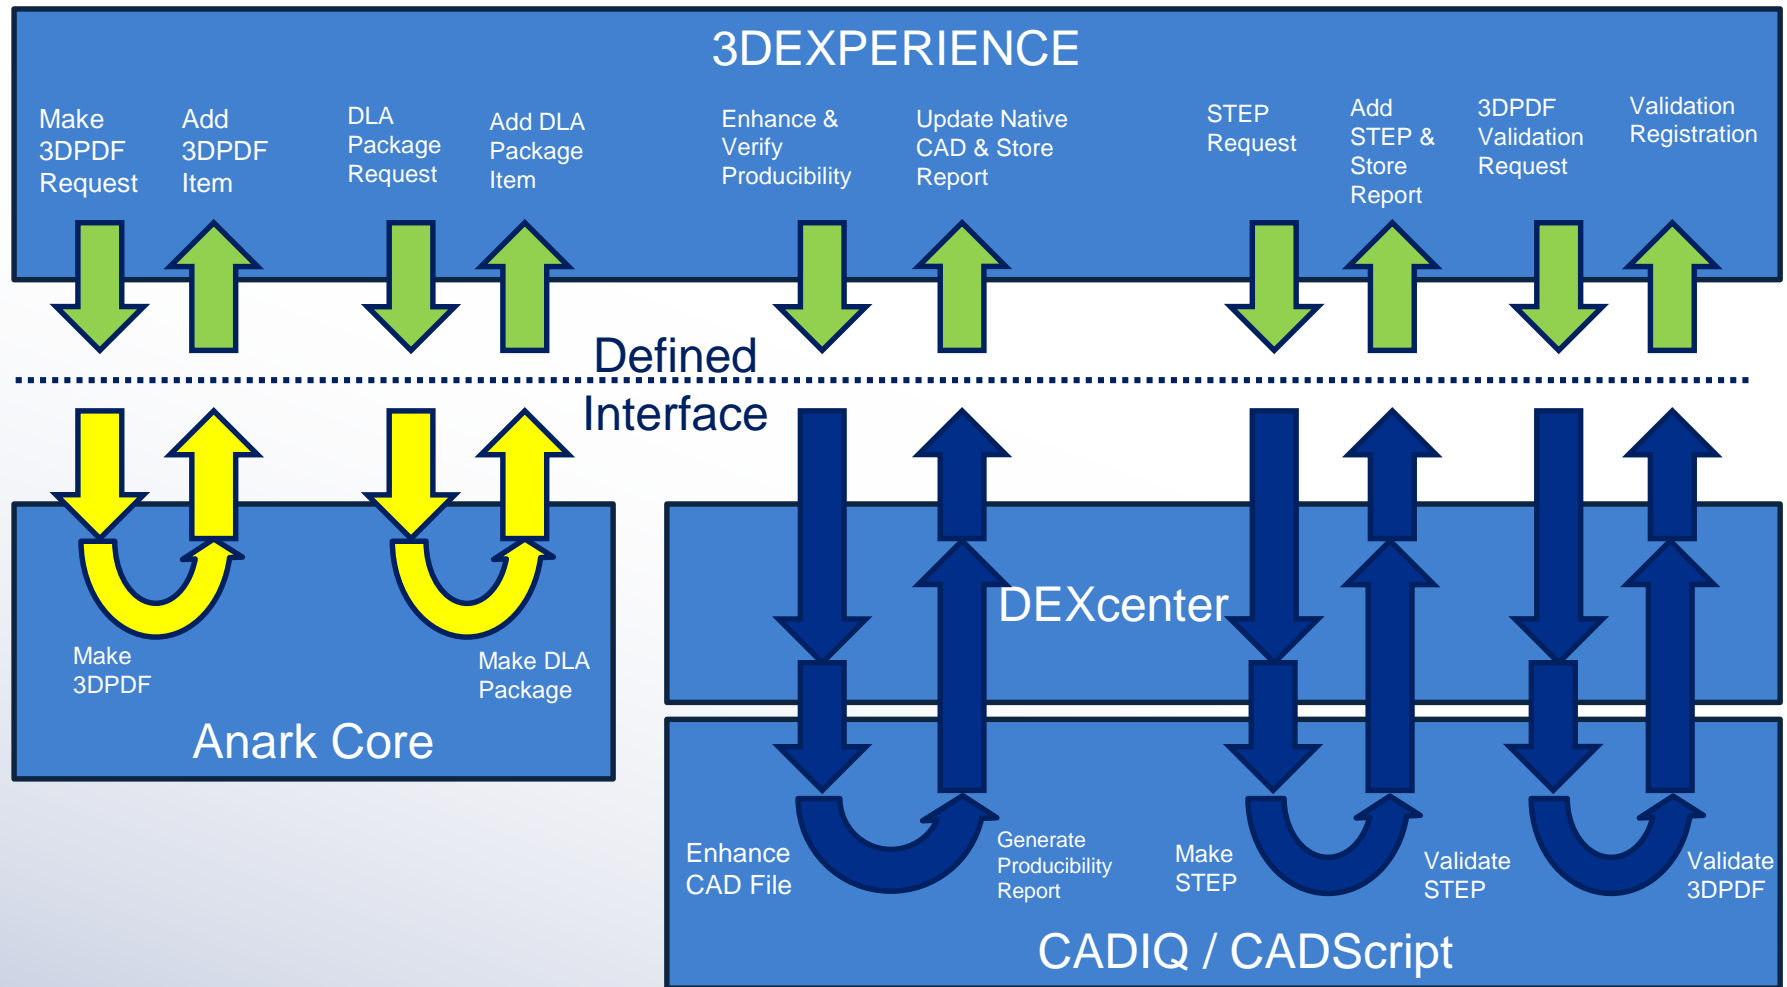 3DEXPERIENCE
Make
3DPDF
Request
Add
3DPDF
Item
DLA
Package
Request
Add DLA
Package
Item
Enhance &
Verify
Producibility
Update Native
CAD & Store
Report
STEP
Request
Add
STEP &
Store
Report
3DPDF
Validation
Request
Validation
Registration
Defined
Interface
Make
3DPDF
Make DLA
Package
Anark Core
DEXcenter
Enhance
CAD File
Generate
Producibility
Report
Make
STEP
Validate
STEP
Validate
3DPDF
CADIQ / CADScript